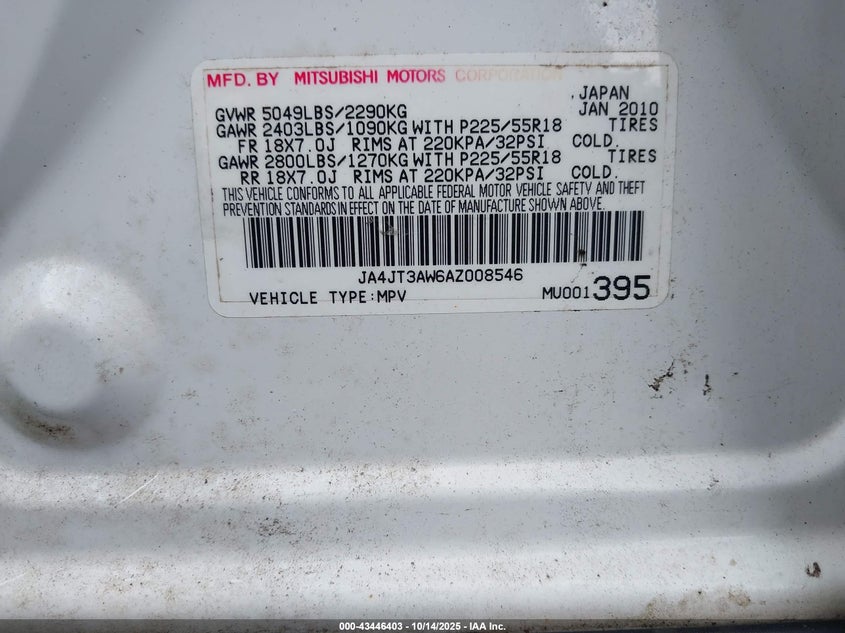 MFD. BY MITSUBISHI MOTORS CORPORATION
, JAPAN
GVWR 5049LBS/2290KG JAN 2010
GAWR 2403LBS/1090KG WITH P225/55R18 TIRES
FR 18X7.0J RIMS AT 220KPA/32PSI COLD.
GAWR 2800LBS/1270KG WITH P225/55R18 TIRES
RR 18X7.0J RIMS AT 220KPA/32PSI COLD.
THIS VEHICLE CONFORMS TO ALL APPLICABLE FEDERAL MOTOR VEHICLE SAFETY AND THEFT
PREVENTION STANDARDS IN EFFECT ON THE DATE OF MANUFACTURE SHOWN ABOVE.
JA4JT3AW6AZ008546
VEHICLE TYPE:MPV MU001395
000-43446403 - 10/14/2025 - IAA Inc.